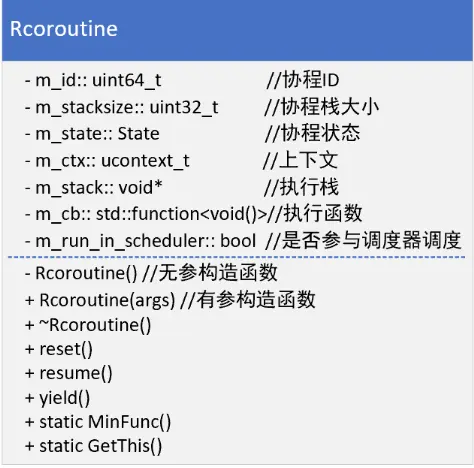 Rcoroutine
- m_id:: uint64_t //协程ID
- m_stacksize:: uint32_t //协程栈大小
- m_state:: State //协程状态
- m_ctx:: ucontext_t //上下文
- m_stack:: void* //执行栈
- m_cb:: std::function<void()>//执行函数
- m_run_in_scheduler:: bool //是否参与调度器调度
- Rcoroutine() //无参构造函数
+ Rcoroutine(args) //有参构造函数
+ ~Rcoroutine()
+ reset()
+ resume()
+ yield()
+ static MinFunc()
+ static GetThis()